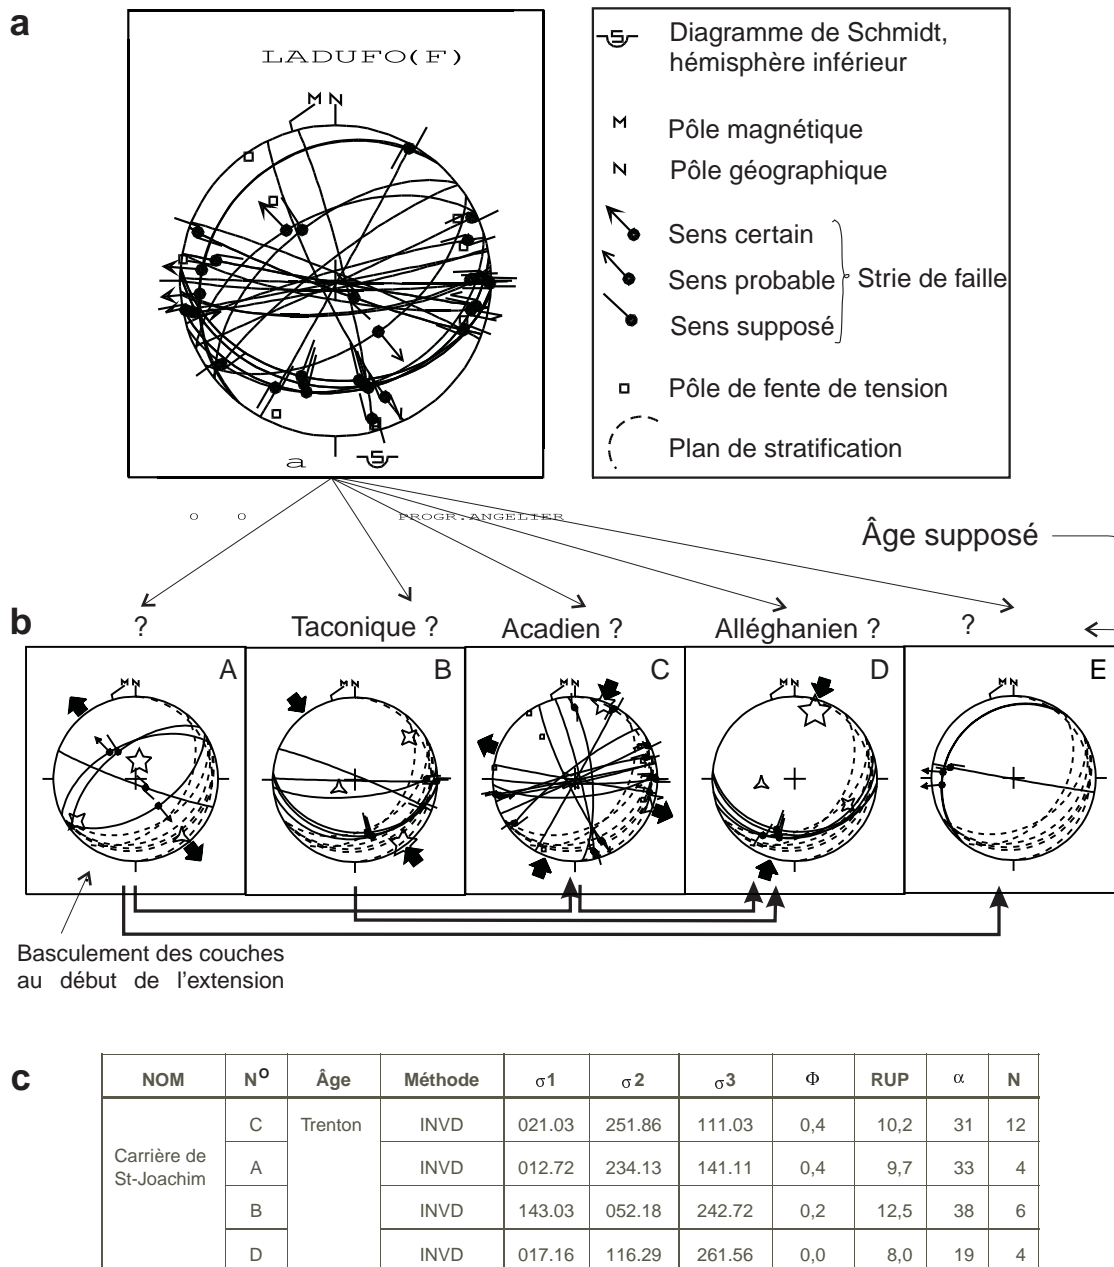 a
LADUFO(F)
M N
S
a
O O PROGR.ANGELIER
S Diagramme de Schmidt,
hémisphère inférieur
M Pôle magnétique
N Pôle géographique
Sens certain
Sens probable
Strie de faille
Sens supposé
Pôle de fente de tension
Plan de stratification
Âge supposé
b
? Taconique ? Acadien ? Alléghanien ? ?
A B C D E
M N M N M N M N M N
Basculement des couches
au début de l'extension
c
NOM N° Âge Méthode σ1 σ2 σ3 Φ RUP α N
Carrière de St-Joachim C Trenton INVD 021.03 251.86 111.03 0,4 10,2 31 12
A INVD 012.72 234.13 141.11 0,4 9,7 33 4
B INVD 143.03 052.18 242.72 0,2 12,5 38 6
D INVD 017.16 116.29 261.56 0,0 8,0 19 4